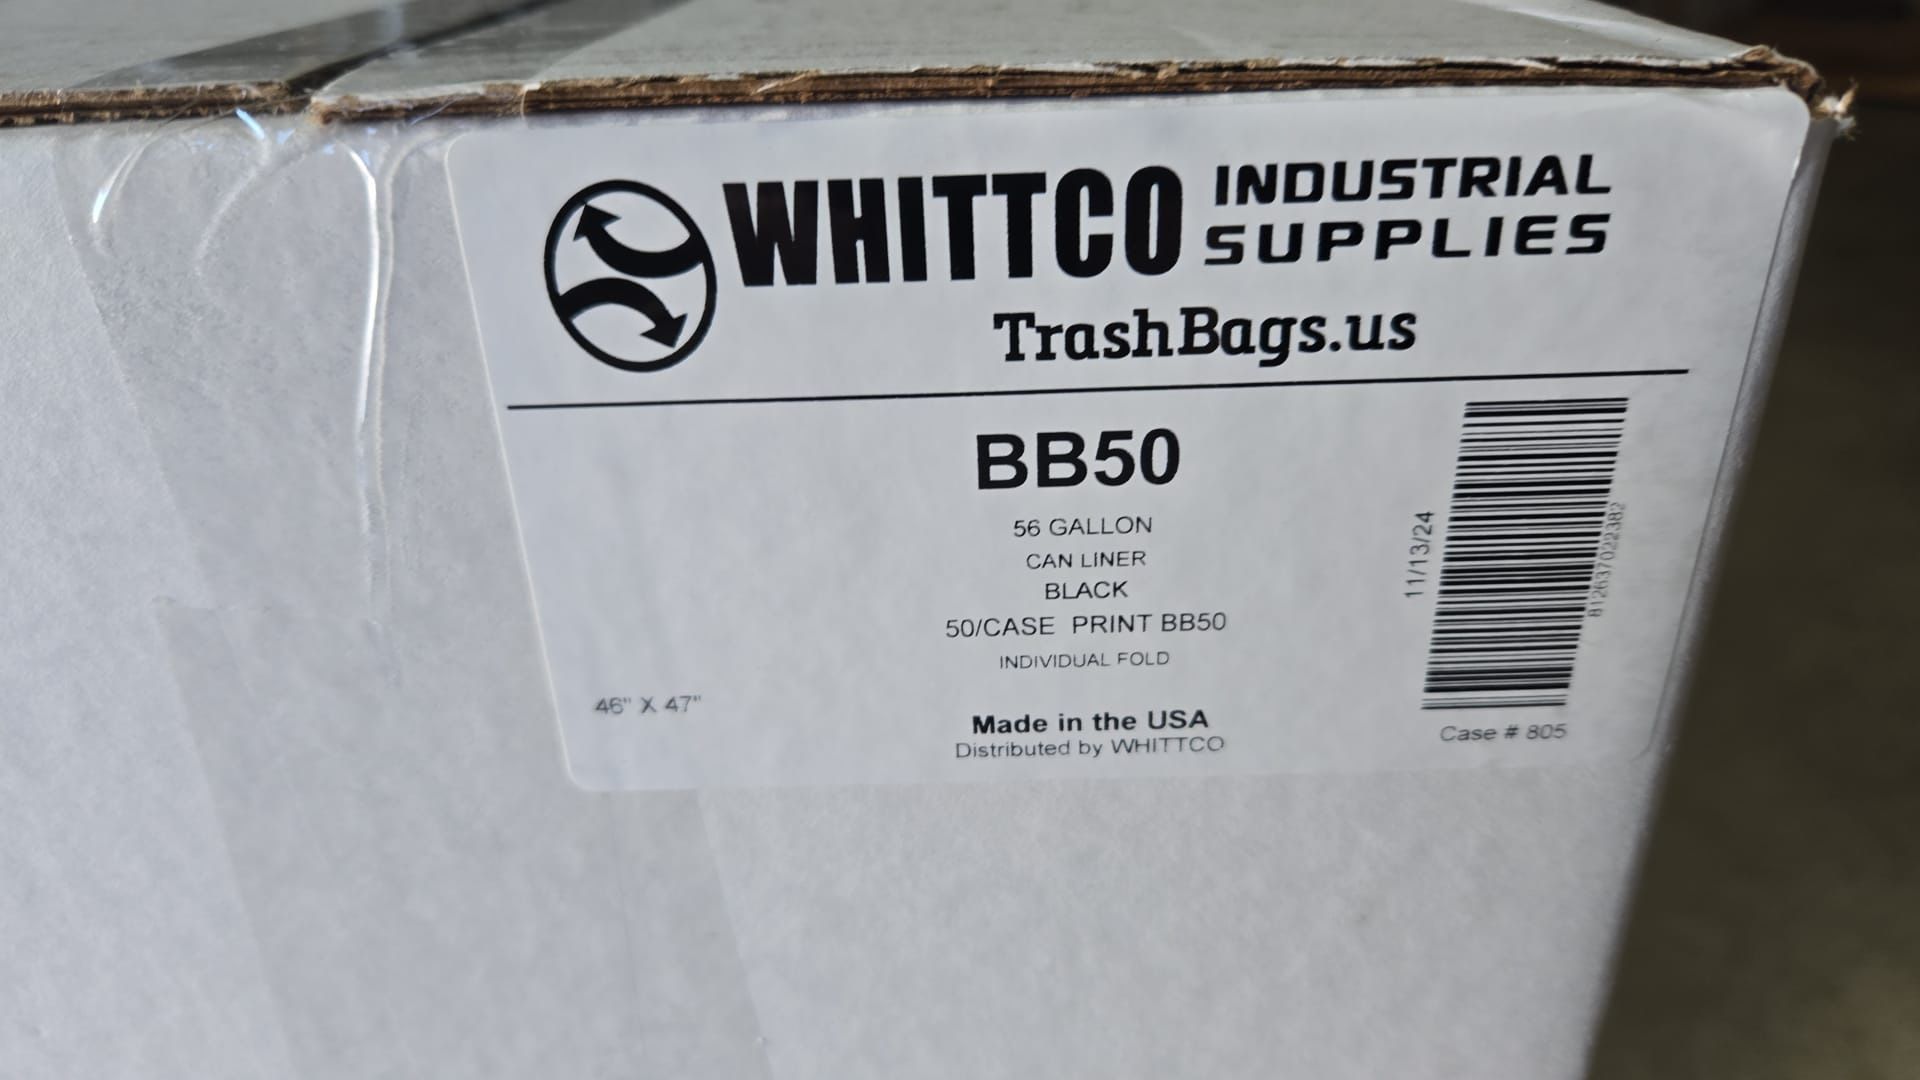 WHITTCO INDUSTRIAL SUPPLIES
TrashBags.us
BB50
56 GALLON
CAN LINER
BLACK
50/CASE PRINT BB50
INDIVIDUAL FOLD
46" X 47"
Made in the USA
Distributed by WHITTCO
11/13/24
812637022382
Case # 805